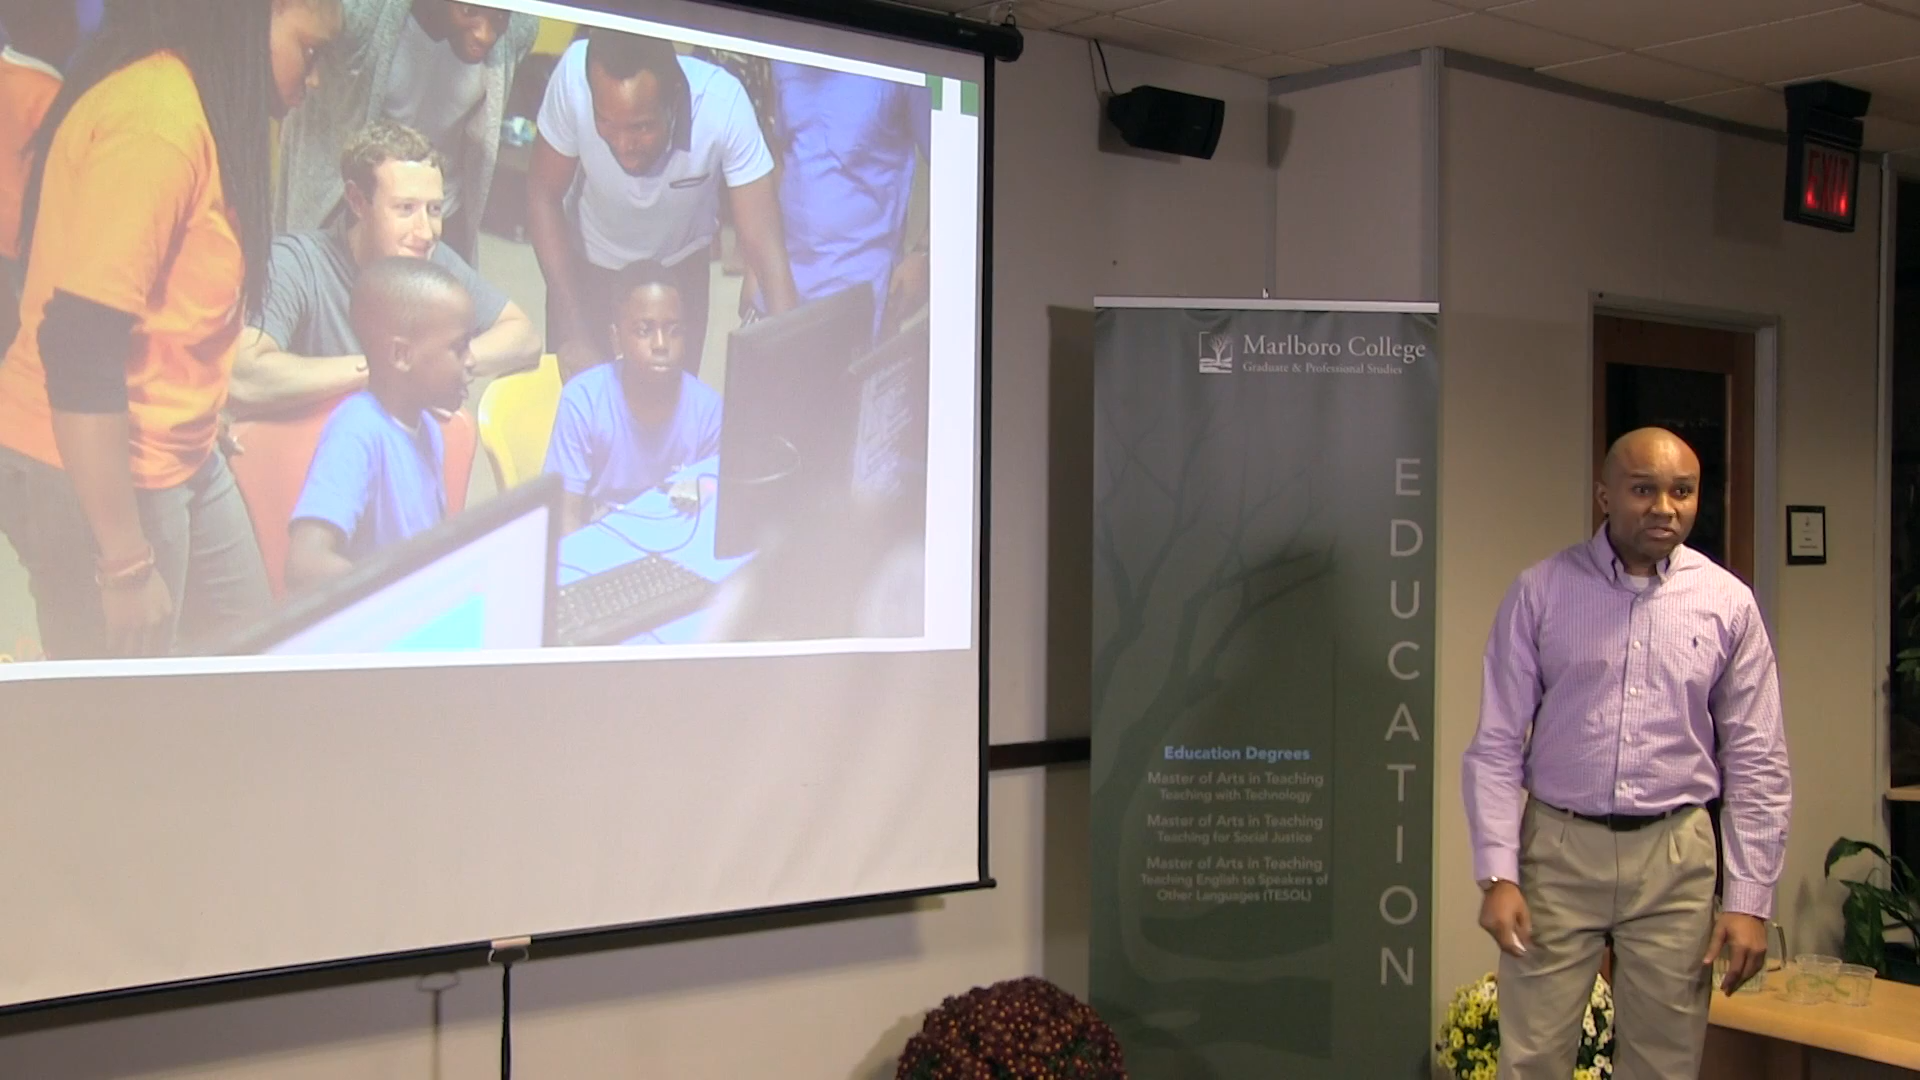 EXIT
Marlboro College
Graduate & Professional Studies
EDUCATION
Education Degrees
Master of Arts in Teaching
Teaching with Technology
Master of Arts in Teaching
Teaching for Social Justice
Master of Arts in Teaching
Teaching English to Speakers of
Other Languages (TESOL)